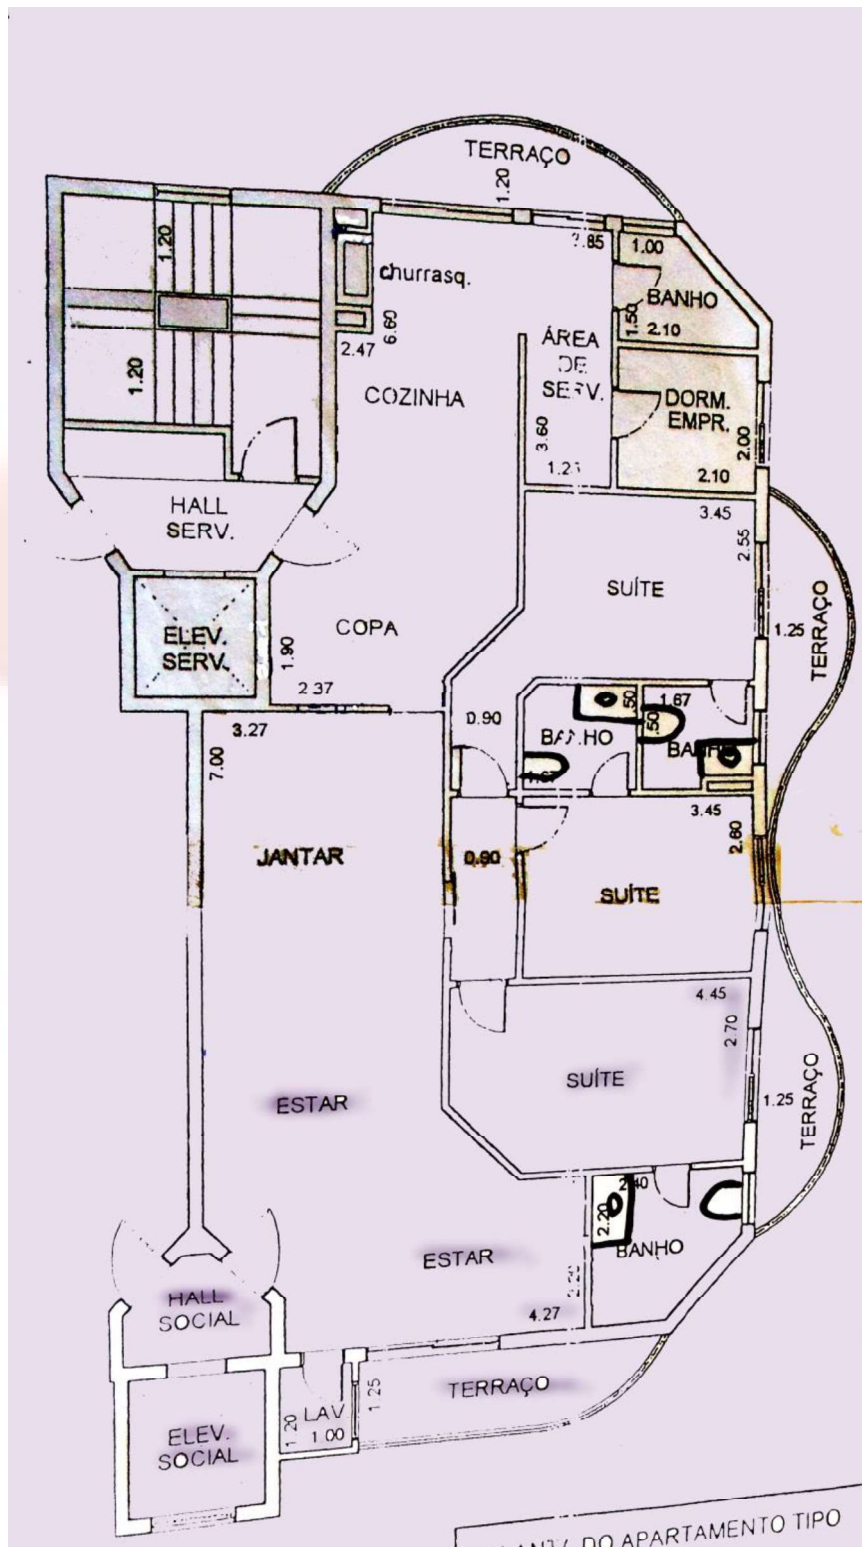 TERRAÇO
1.20
1.20
2.85
1.00
churrasq.
BANHO
1.50
2.10
6.60
2.47
ÁREA
DE
SERV.
1.20
COZINHA
DORM.
EMPR.
3.60
2.00
2.10
3.45
HALL
SERV.
2.55
SUÍTE
TERRAÇO
1.25
COPA
ELEV.
SERV.
1.90
2.37
0.90
3.27
7.00
.50
1.67
.50
BANHO
BANHO
3.45
2.60
JANTAR
0.90
SUÍTE
4.45
2.70
SUÍTE
TERRAÇO
1.25
ESTAR
2.40
2.20
BANHO
ESTAR
4.27
HALL
SOCIAL
TERRAÇO
1.25
LAV
1.20
1.00
ELEV.
SOCIAL
DO APARTAMENTO TIPO